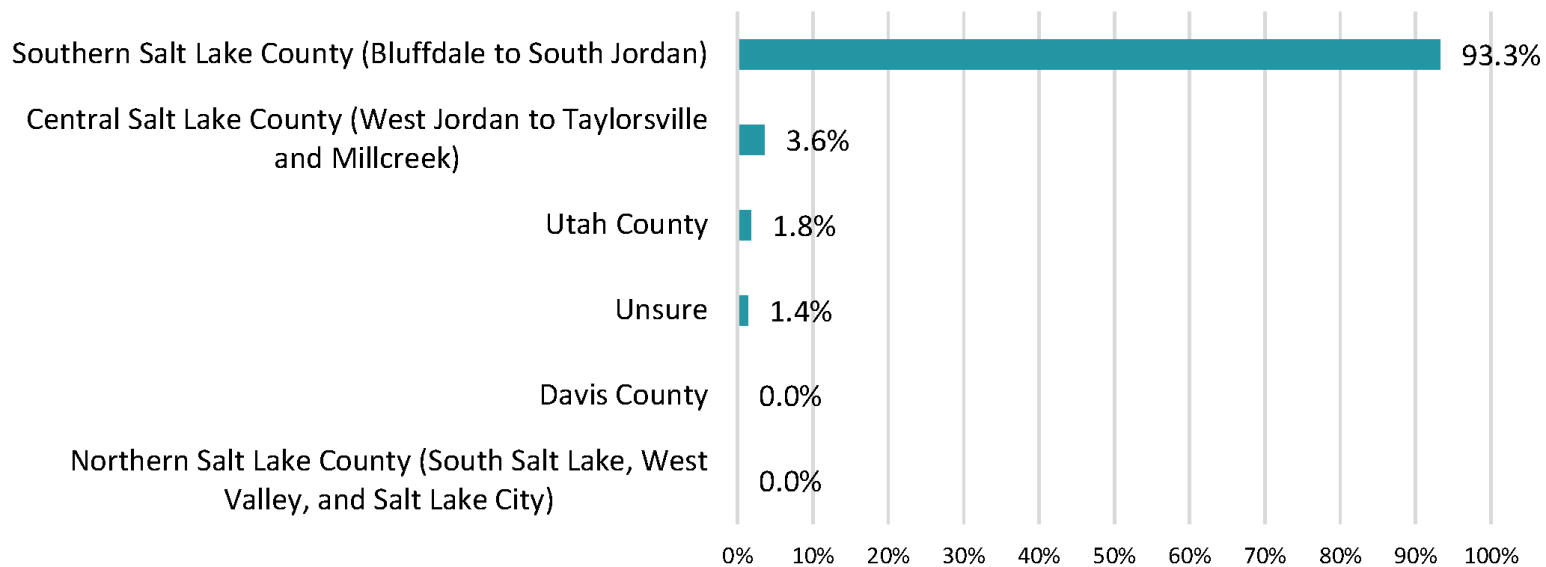 Southern Salt Lake County (Bluffdale to South Jordan)
93.3%
Central Salt Lake County (West Jordan to Taylorsville
and Millcreek)
3.6%
Utah County
1.8%
Unsure
1.4%
Davis County
0.0%
Northern Salt Lake County (South Salt Lake, West
Valley, and Salt Lake City)
0.0%
0% 10% 20% 30% 40% 50% 60% 70% 80% 90% 100%